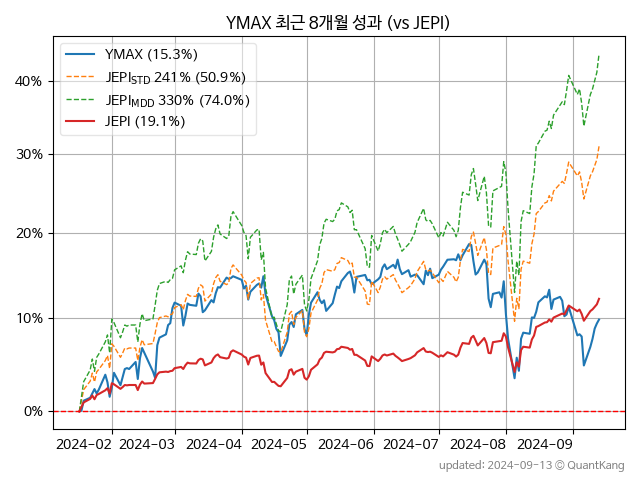 YMAX 최근 8개월 성과 (vs JEPI)
YMAX (15.3%)
JEPI_STD 241% (50.9%)
JEPI_MDD 330% (74.0%)
JEPI (19.1%)
40%
30%
20%
10%
0%
2024-02 2024-03 2024-04 2024-05 2024-06 2024-07 2024-08 2024-09
updated: 2024-09-13 © QuantKang